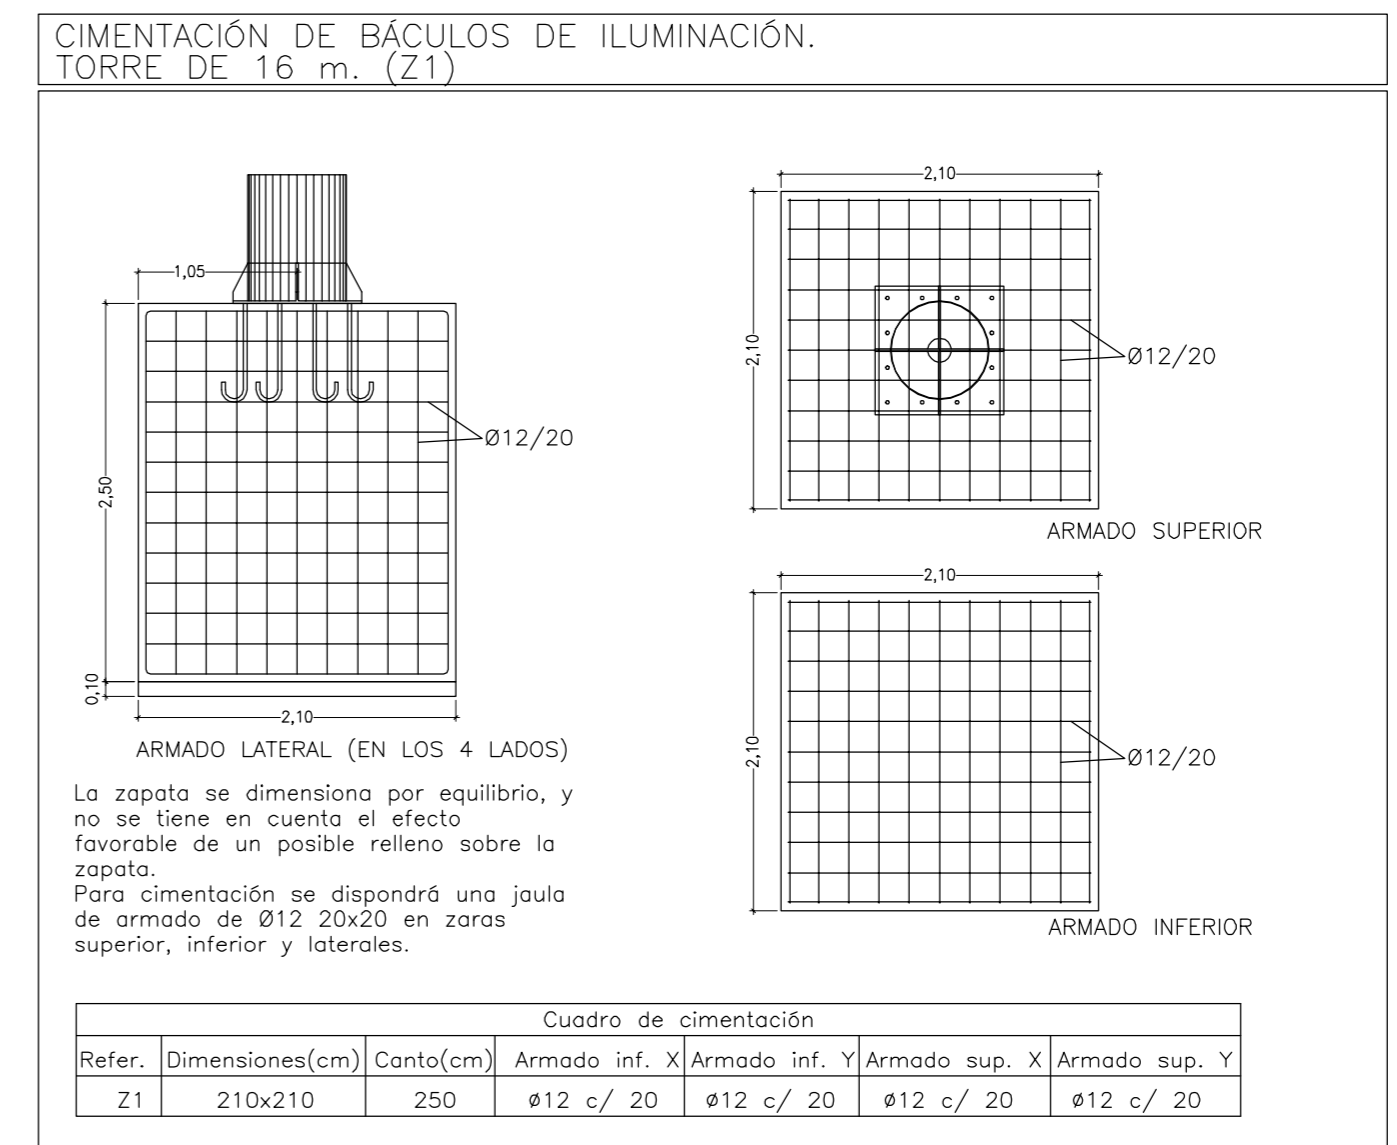 CIMENTACIÓN DE BÁCULOS DE ILUMINACIÓN.
TORRE DE 16 m. (Z1)
1,05
2,50
Ø12/20
0,10
2,10
ARMADO LATERAL (EN LOS 4 LADOS)
2,10
2,10
Ø12/20
ARMADO SUPERIOR
2,10
2,10
Ø12/20
ARMADO INFERIOR
La zapata se dimensiona por equilibrio, y
no se tiene en cuenta el efecto
favorable de un posible relleno sobre la
zapata.
Para cimentación se dispondrá una jaula
de armado de Ø12 20x20 en zaras
superior, inferior y laterales.
Cuadro de cimentación
Refer. Dimensiones(cm) Canto(cm) Armado inf. X Armado inf. Y Armado sup. X Armado sup. Y
Z1 210x210 250 ø12 c/ 20 ø12 c/ 20 ø12 c/ 20 ø12 c/ 20